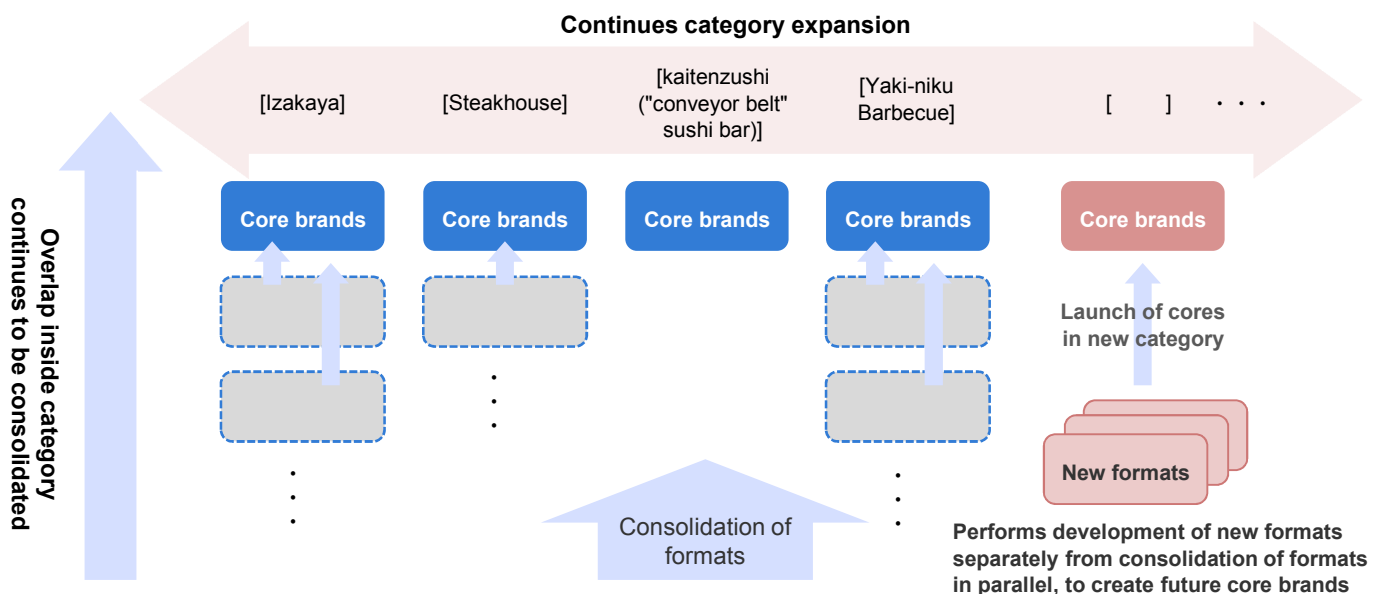 Continues category expansion
[Izakaya]
[Steakhouse]
[kaitenzushi
("conveyor belt"
sushi bar)]
[Yaki-niku
Barbecue]
[ ] ・・・
Overlap inside category
continues to be consolidated
Core brands
Core brands
Core brands
Core brands
Core brands
Launch of cores
in new category
New formats
Consolidation of
formats
Performs development of new formats
separately from consolidation of formats
in parallel, to create future core brands